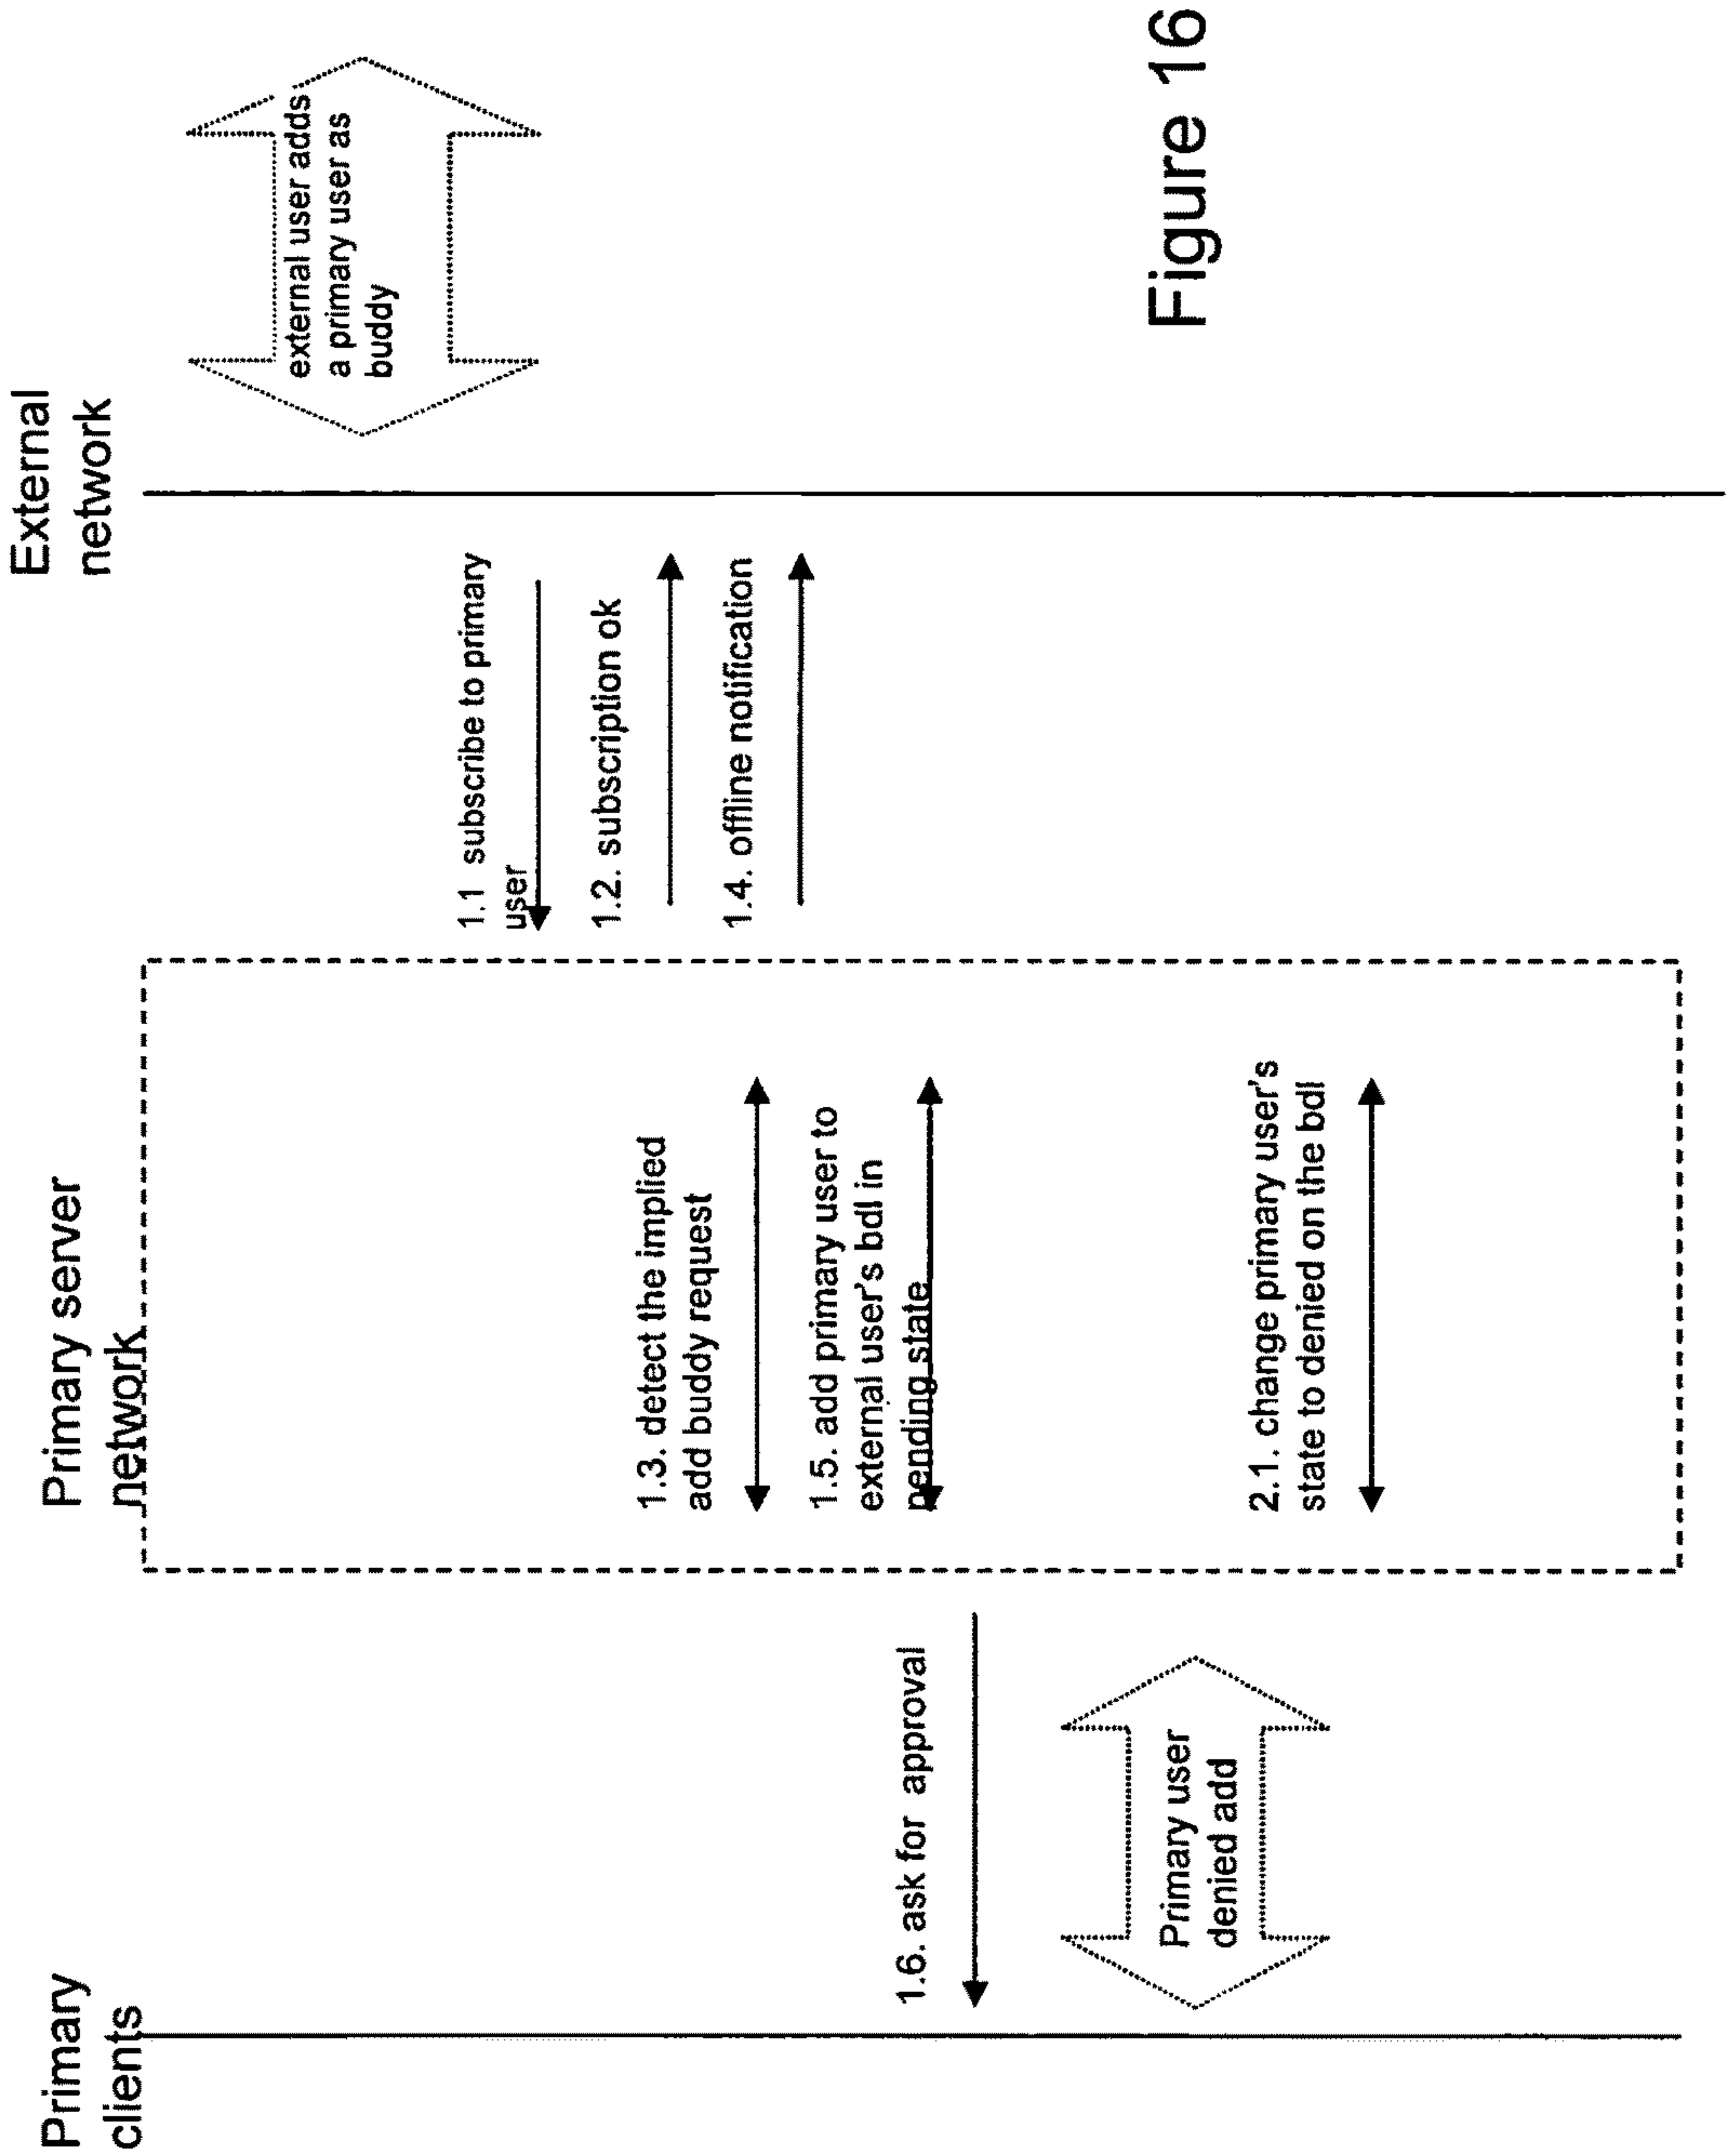 Primary
clients
Primary server
network
External
network
external user adds
a primary user as
buddy
1.1 subscribe to primary
user
1.2. subscription ok
1.3. detect the implied
add buddy request
1.4. offline notification
1.5. add primary user to
external user's bdl in
pending state
1.6. ask for approval
Primary user
denied add
2.1. change primary user's
state to denied on the bdl
Figure 16